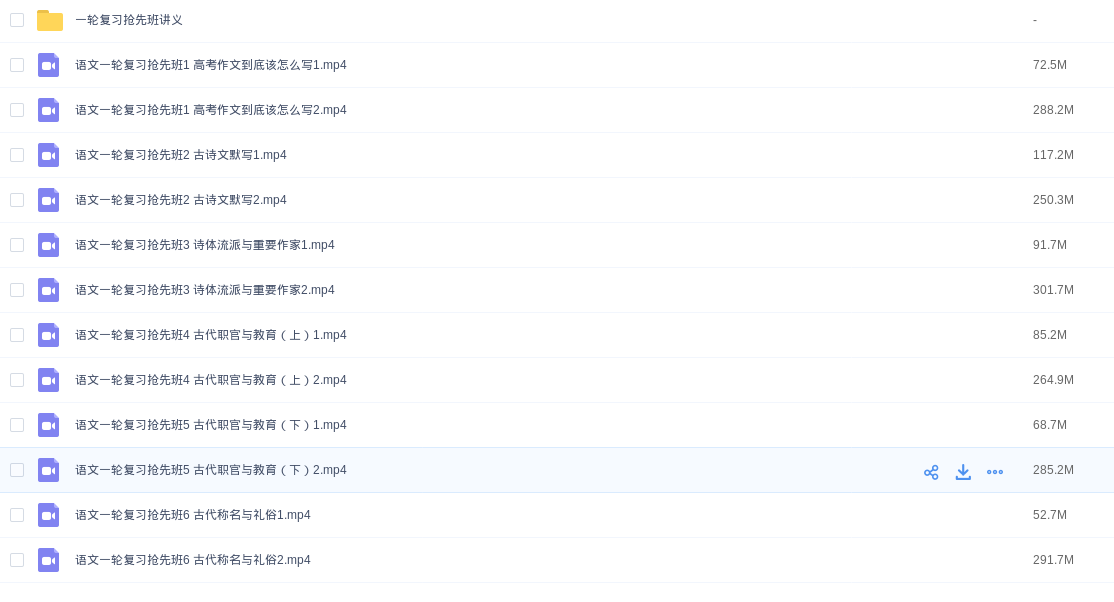 一轮复习抢先班讲义 -
语文一轮复习抢先班1 高考作文到底该怎么写1.mp4 72.5M
语文一轮复习抢先班1 高考作文到底该怎么写2.mp4 288.2M
语文一轮复习抢先班2 古诗文默写1.mp4 117.2M
语文一轮复习抢先班2 古诗文默写2.mp4 250.3M
语文一轮复习抢先班3 诗体流派与重要作家1.mp4 91.7M
语文一轮复习抢先班3 诗体流派与重要作家2.mp4 301.7M
语文一轮复习抢先班4 古代职官与教育（上）1.mp4 85.2M
语文一轮复习抢先班4 古代职官与教育（上）2.mp4 264.9M
语文一轮复习抢先班5 古代职官与教育（下）1.mp4 68.7M
语文一轮复习抢先班5 古代职官与教育（下）2.mp4 285.2M
语文一轮复习抢先班6 古代称名与礼俗1.mp4 52.7M
语文一轮复习抢先班6 古代称名与礼俗2.mp4 291.7M